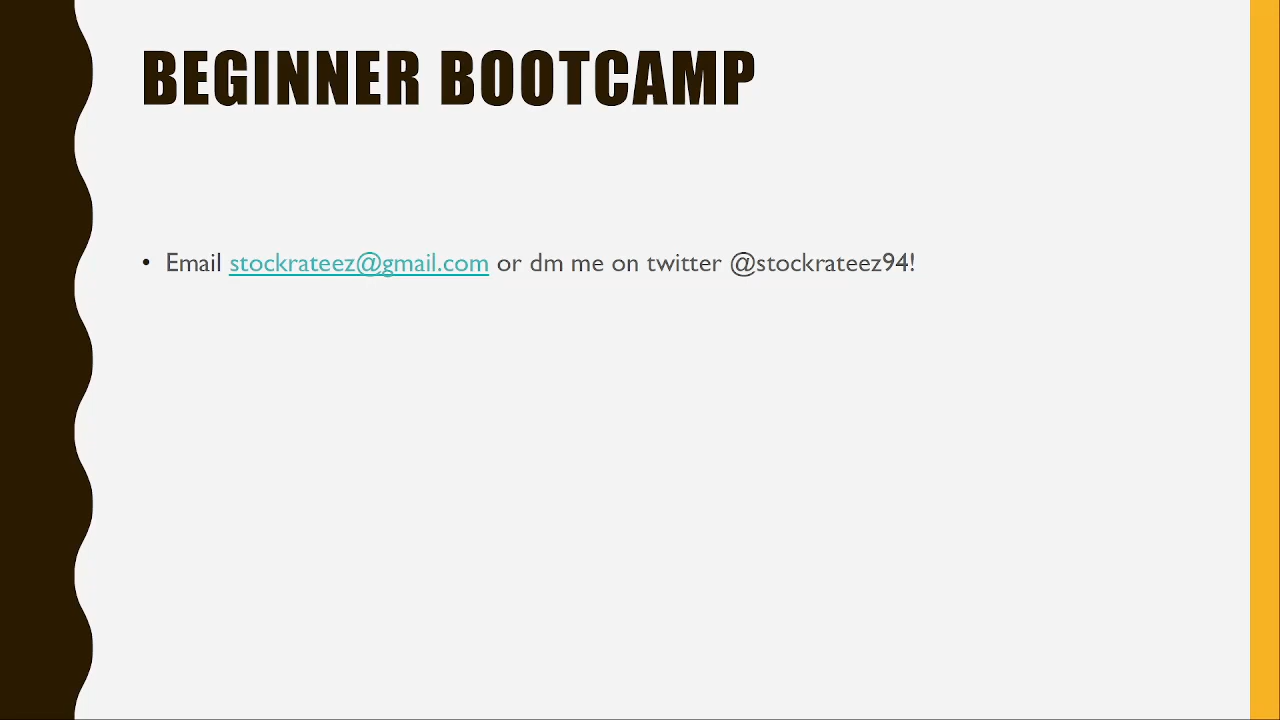 BEGINNER BOOTCAMP
• Email stockrateez@gmail.com or dm me on twitter @stockrateez94!